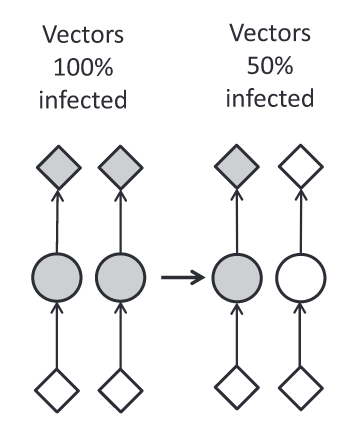 Vectors
100%
infected
Vectors
50%
infected